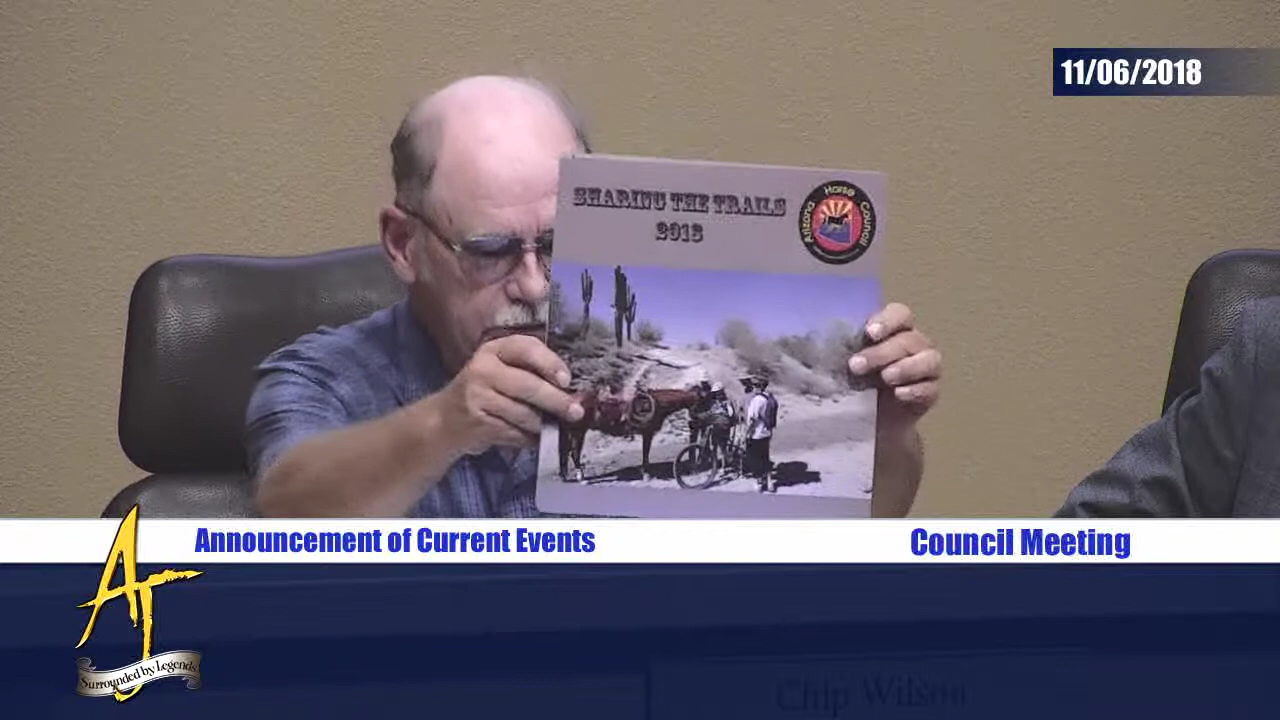 11/06/2018
SHARING THE TRAILS
2018
Arizona Horse Council
Announcement of Current Events
Council Meeting
AJ
Surrounded by Legends
Chip Wilson